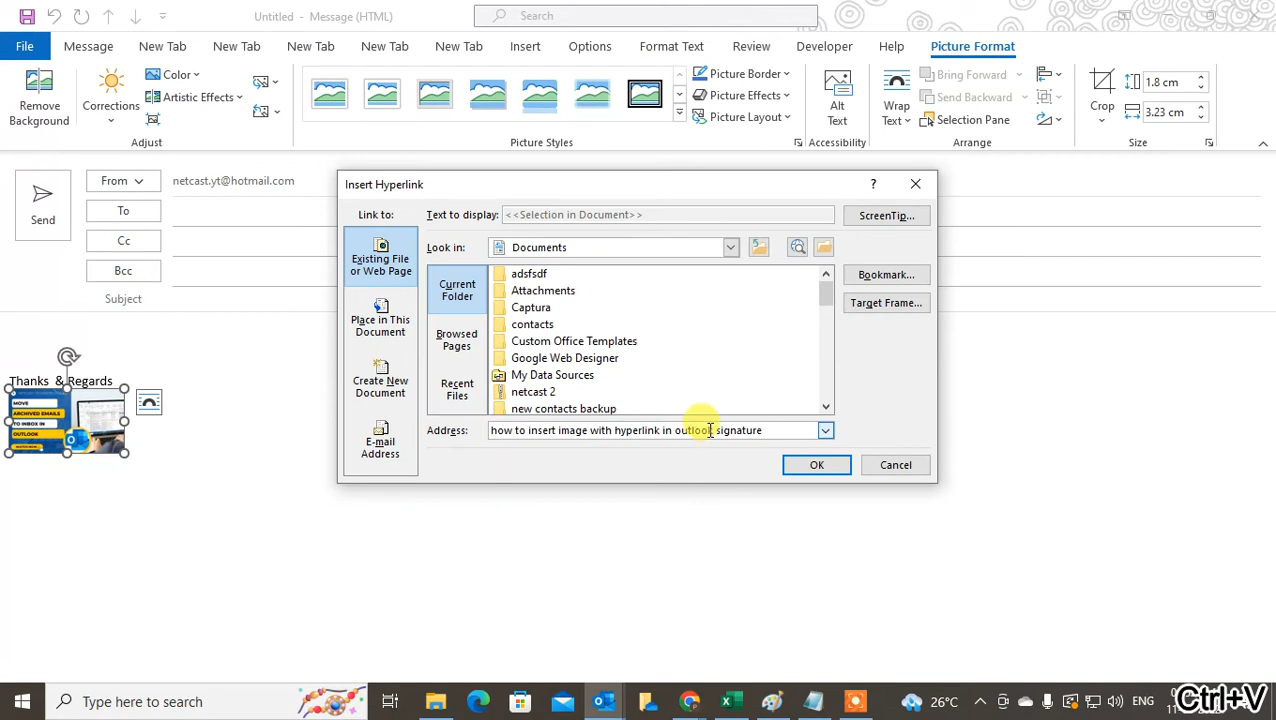 Untitled - Message (HTML)
Search
File
Message
New Tab
New Tab
New Tab
New Tab
New Tab
Insert
Options
Format Text
Review
Developer
Help
Picture Format
Remove Background
Corrections
Color
Artistic Effects
Adjust
Picture Styles
Picture Border
Picture Effects
Picture Layout
Alt Text
Accessibility
Wrap Text
Bring Forward
Send Backward
Selection Pane
Arrange
Crop
1.8 cm
3.23 cm
Size
Send
From
netcast.yt@hotmail.com
To
Cc
Bcc
Subject
Thanks & Regards
MOVE
ARCHIVED EMAILS
TO INBOX IN
OUTLOOK
Insert Hyperlink
?
Link to:
Text to display:
<<Selection in Document>>
ScreenTip...
Existing File or Web Page
Place in This Document
Create New Document
E-mail Address
Look in:
Documents
Current Folder
Browsed Pages
Recent Files
adsfsdf
Attachments
Captura
contacts
Custom Office Templates
Google Web Designer
My Data Sources
netcast 2
new contacts backup
Bookmark...
Target Frame...
Address:
how to insert image with hyperlink in outlook signature
OK
Cancel
Type here to search
26°C
ENG
Ctrl+V